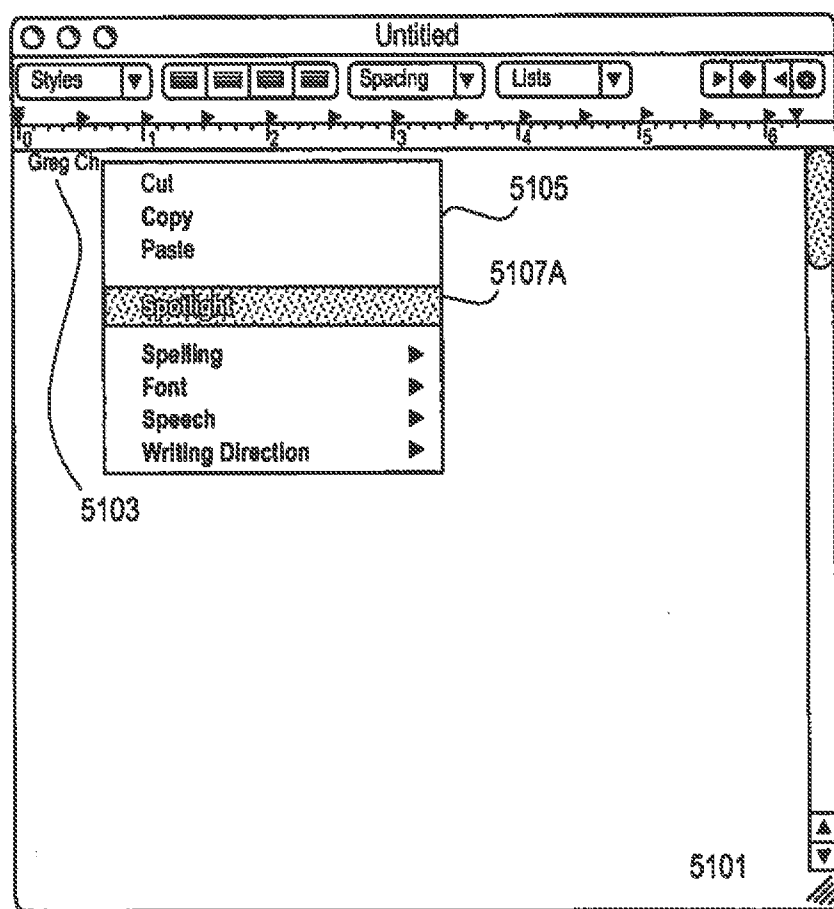 Untitled
Styles Spacing Lists
0 1 2 3 4 5 6
Greg Ch
Cut
Copy
Paste
5105
5107A
Spotlight
Spelling
Font
Speech
Writing Direction
5103
5101